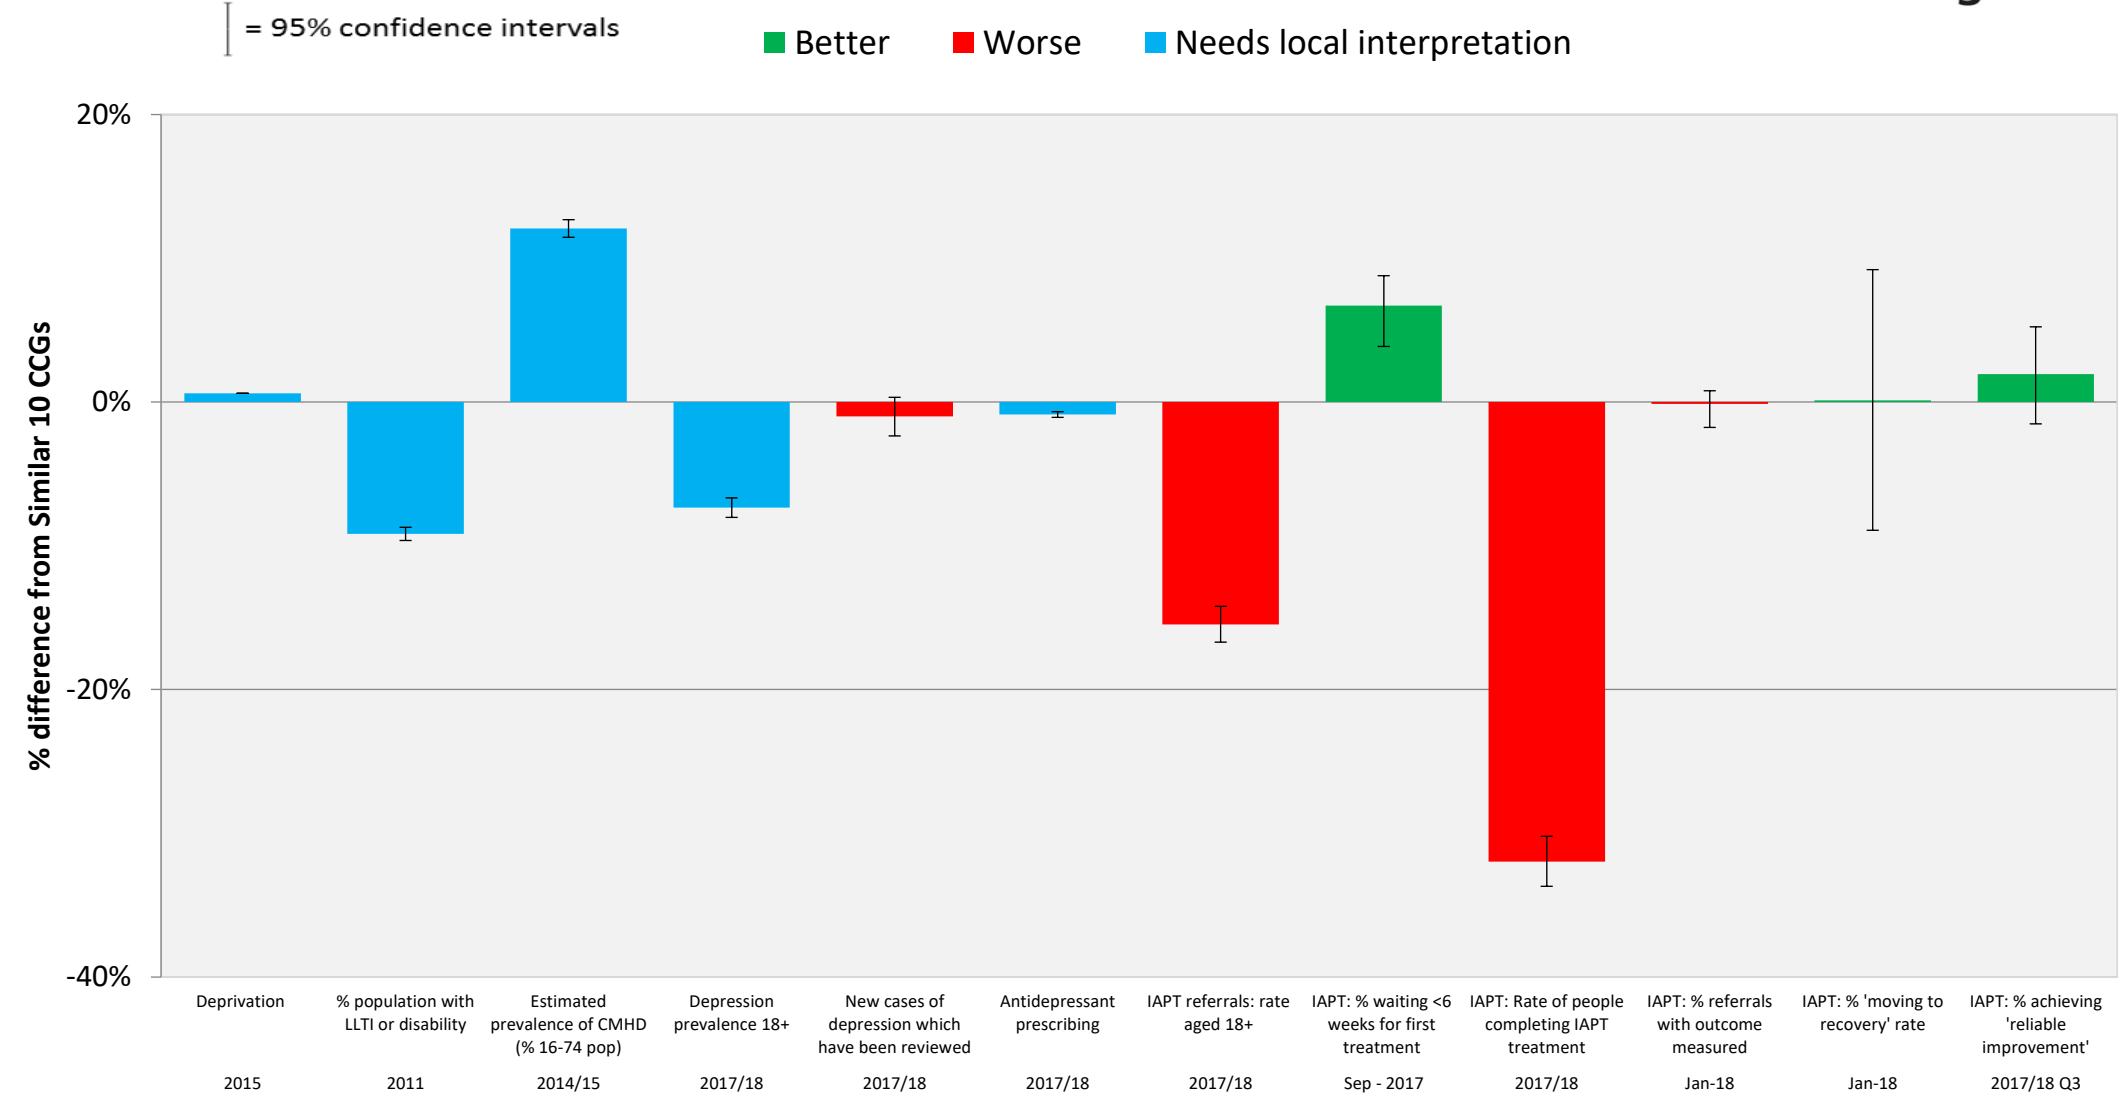 = 95% confidence intervals
Better Worse Needs local interpretation
% difference from Similar 10 CCGs
20%
0%
-20%
-40%
Deprivation
2015
% population with
LLTI or disability
2011
Estimated
prevalence of CMHD
(% 16-74 pop)
2014/15
Depression
prevalence 18+
2017/18
New cases of
depression which
have been reviewed
2017/18
Antidepressant
prescribing
2017/18
IAPT referrals: rate
aged 18+
2017/18
IAPT: % waiting <6
weeks for first
treatment
Sep - 2017
IAPT: Rate of people
completing IAPT
treatment
2017/18
IAPT: % referrals
with outcome
measured
Jan-18
IAPT: % 'moving to
recovery' rate
Jan-18
IAPT: % achieving
'reliable
improvement'
2017/18 Q3